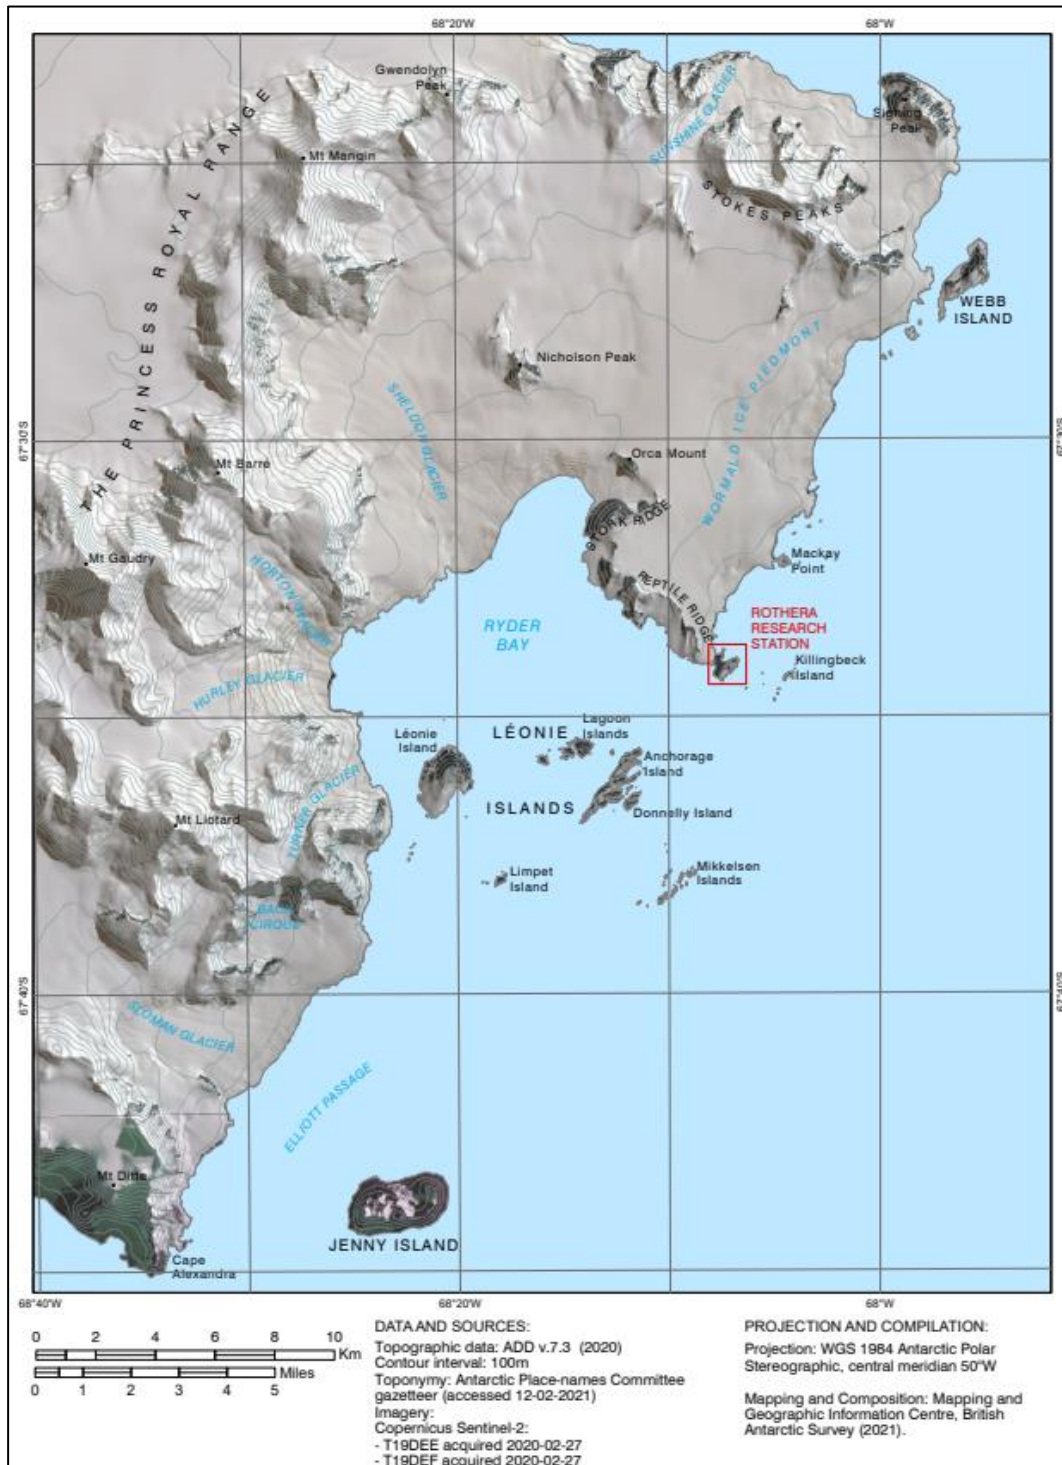 68°20'W
68°W
Gwendolyn
Peak
SUNSHINE GLACIER
Signing
Peak
Mt Mangin
STOKES PEAKS
THE PRINCESS ROYAL RANGE
WEBB
ISLAND
Nicholson Peak
WORMALD ICE PIEDMONT
SHELDON GLACIER
67°30'S
67°30'S
Orca Mount
Mt Barré
STORK RIDGE
Mt Gaudry
HORTON GLACIER
Mackay
Point
REPTILE RIDGE
ROTHERA
RESEARCH
STATION
RYDER
BAY
Killingbeck
Island
HURLEY GLACIER
Léonie
Island
LÉONIE
Lagoon
Islands
Anchorage
Island
ISLANDS
Donnelly Island
TURNER GLACIER
Mt Liotard
Limpet
Island
Mikkelsen
Islands
BACK
CIRQUE
67°40'S
67°40'S
SLOMAN GLACIER
ELLIOTT PASSAGE
Mt Ditte
JENNY ISLAND
Cape
Alexandra
68°40'W
68°20'W
68°W
0 2 4 6 8 10
Km
Miles
0 1 2 3 4 5
DATA AND SOURCES:
Topographic data: ADD v.7.3 (2020)
Contour interval: 100m
Toponymy: Antarctic Place-names Committee
gazetteer (accessed 12-02-2021)
Imagery:
Copernicus Sentinel-2:
- T19DEE acquired 2020-02-27
- T19DEF acquired 2020-02-27
PROJECTION AND COMPILATION:
Projection: WGS 1984 Antarctic Polar
Stereographic, central meridian 50°W
Mapping and Composition: Mapping and
Geographic Information Centre, British
Antarctic Survey (2021).